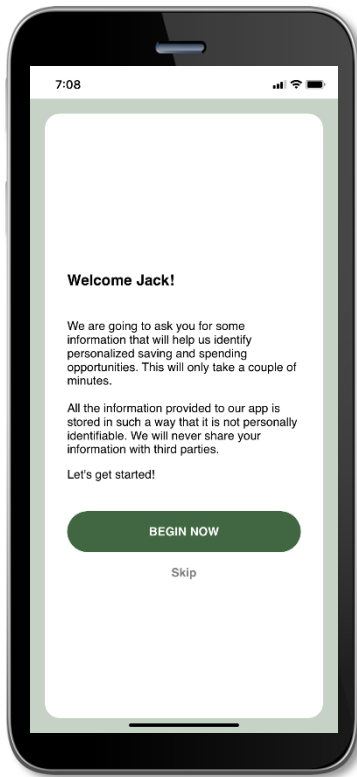 7:08
Welcome Jack!
We are going to ask you for some
information that will help us identify
personalized saving and spending
opportunities. This will only take a couple of
minutes.
All the information provided to our app is
stored in such a way that it is not personally
identifiable. We will never share your
information with third parties.
Let's get started!
BEGIN NOW
Skip